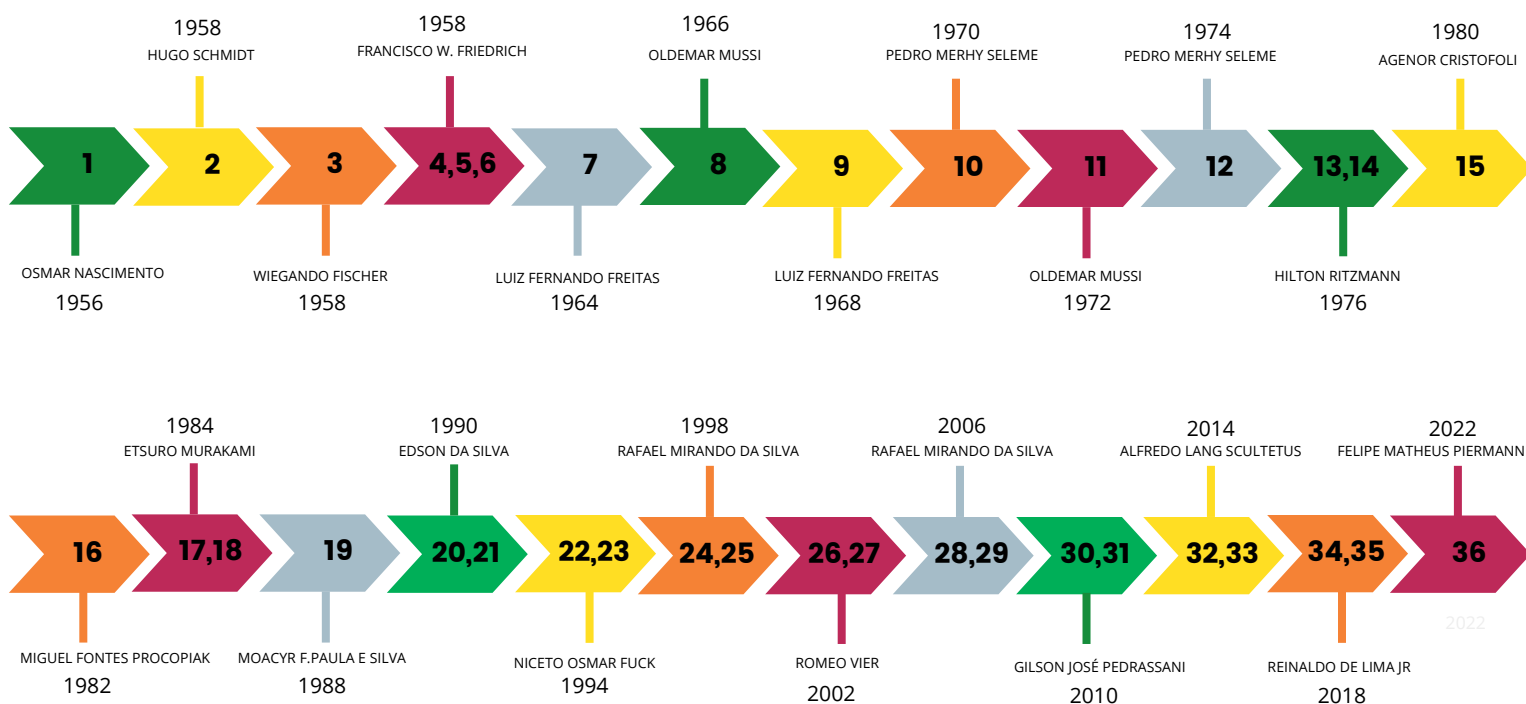 1958
HUGO SCHMIDT
1958
FRANCISCO W. FRIEDRICH
1966
OLDEMAR MUSSI
1970
PEDRO MERHY SELEME
1974
PEDRO MERHY SELEME
1980
AGENOR CRISTOFOLI
1
2
3
4,5,6
7
8
9
10
11
12
13,14
15
OSMAR NASCIMENTO
1956
WIEGANDO FISCHER
1958
LUIZ FERNANDO FREITAS
1964
LUIZ FERNANDO FREITAS
1968
OLDEMAR MUSSI
1972
HILTON RITZMANN
1976
1984
ETSURO MURAKAMI
1990
EDSON DA SILVA
1998
RAFAEL MIRANDO DA SILVA
2006
RAFAEL MIRANDO DA SILVA
2014
ALFREDO LANG SCULTETUS
2022
FELIPE MATHEUS PIERMANN
16
17,18
19
20,21
22,23
24,25
26,27
28,29
30,31
32,33
34,35
36
2022
MIGUEL FONTES PROCOPIAK
1982
MOACYR F.PAULA E SILVA
1988
NICETO OSMAR FUCK
1994
ROMEO VIER
2002
GILSON JOSÉ PEDRASSANI
2010
REINALDO DE LIMA JR
2018